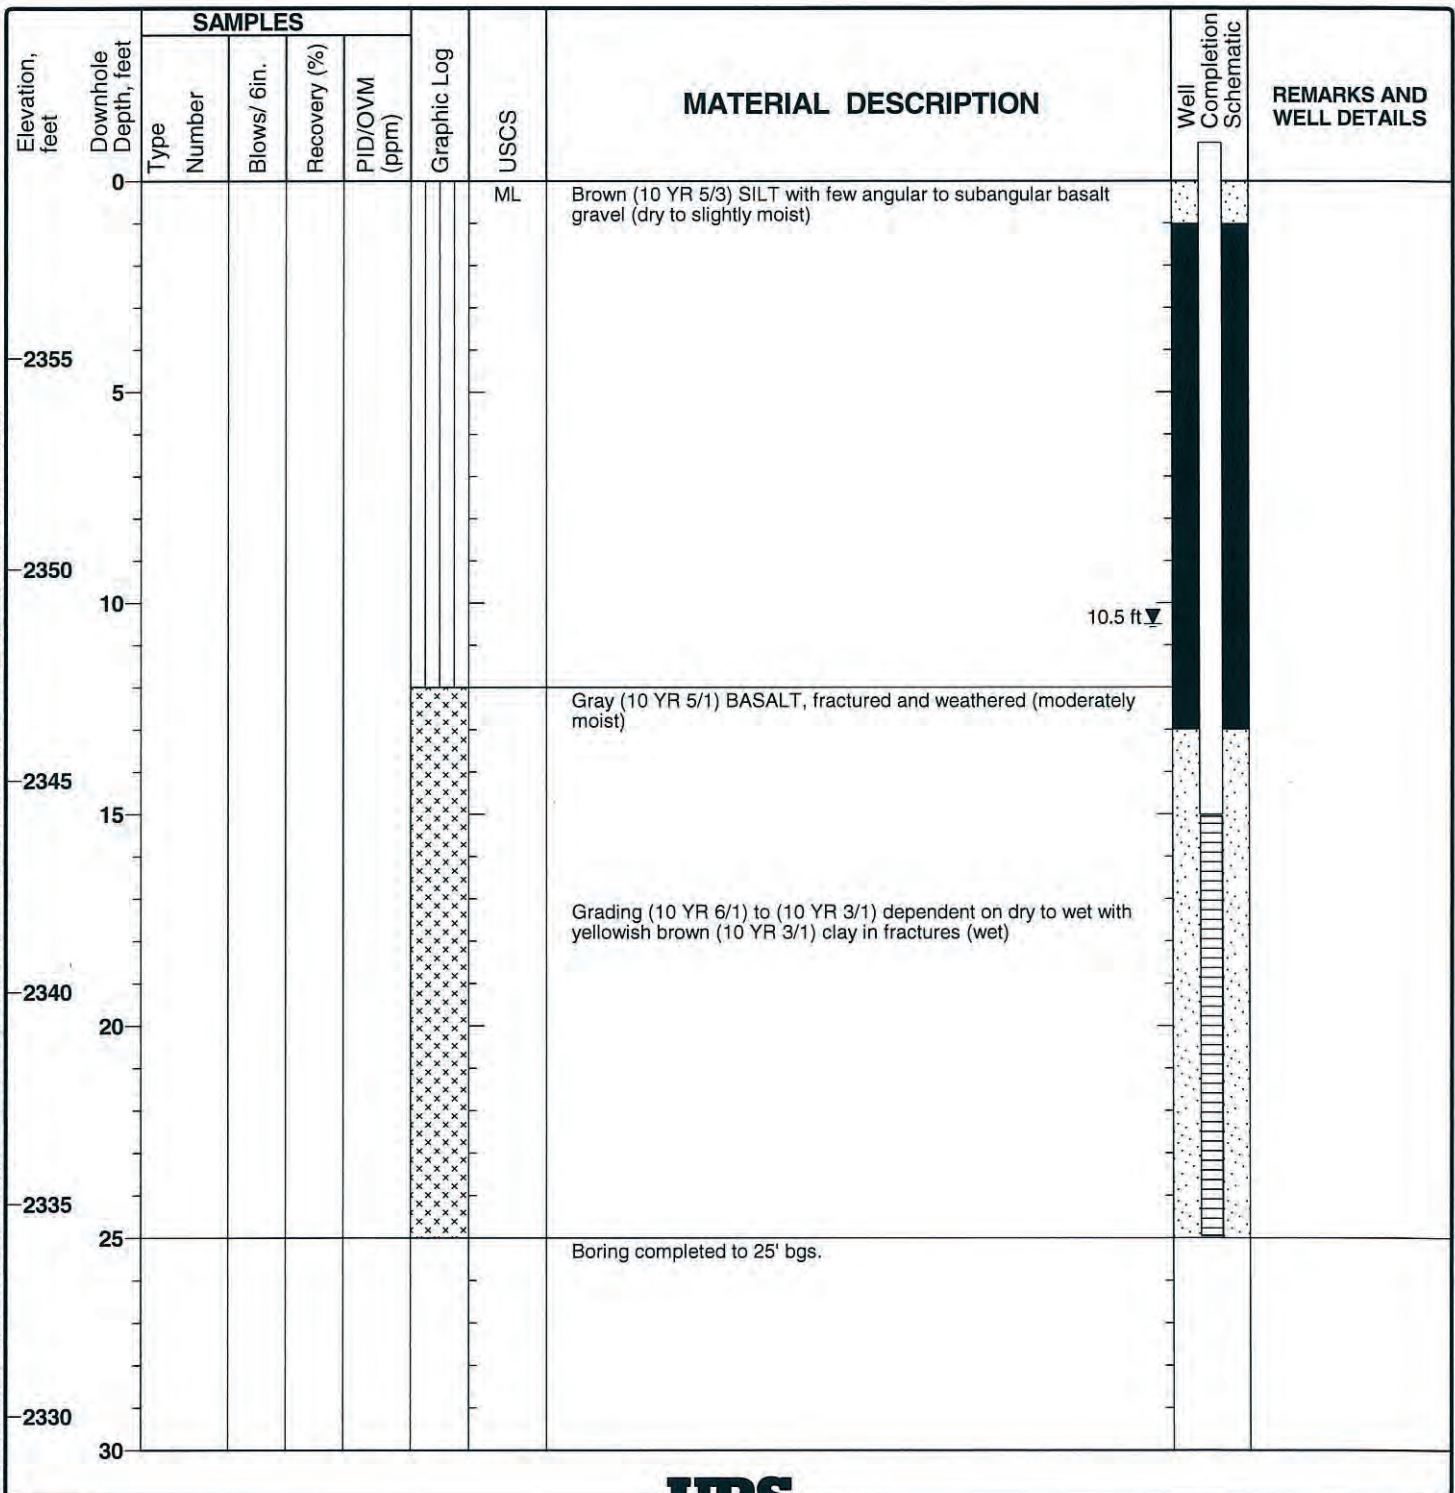 SAMPLES
Elevation,
feet
Downhole
Depth, feet
Type
Number
Blows/ 6in.
Recovery (%)
PID/OVM
(ppm)
Graphic Log
USCS
MATERIAL DESCRIPTION
Well
Completion
Schematic
REMARKS AND
WELL DETAILS
0
ML
Brown (10 YR 5/3) SILT with few angular to subangular basalt
gravel (dry to slightly moist)
2355
5
2350
10
10.5 ft
Gray (10 YR 5/1) BASALT, fractured and weathered (moderately
moist)
2345
15
Grading (10 YR 6/1) to (10 YR 3/1) dependent on dry to wet with
yellowish brown (10 YR 3/1) clay in fractures (wet)
2340
20
2335
25
Boring completed to 25' bgs.
2330
30
URS